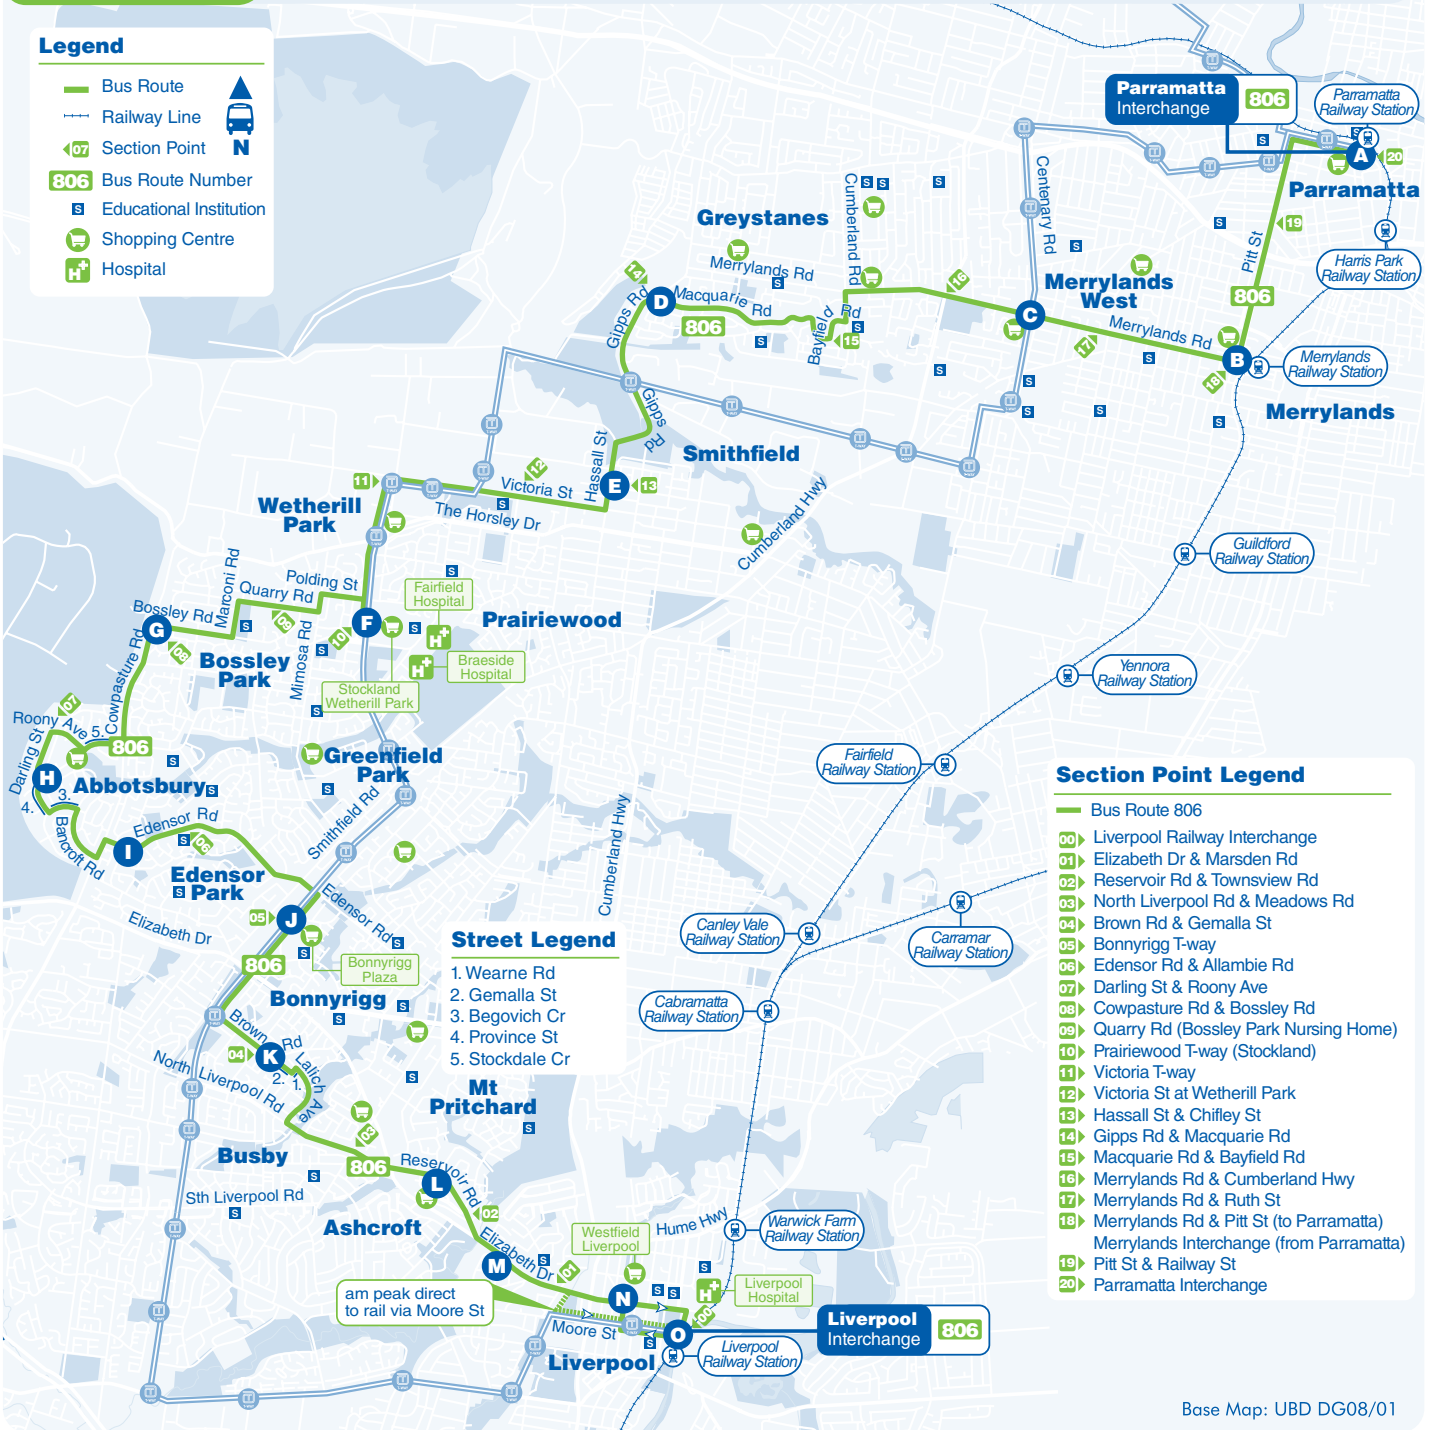 Legend
Bus Route
Railway Line
07 Section Point
806 Bus Route Number
S Educational Institution
Shopping Centre
H+ Hospital
N
Parramatta
Interchange
806
Parramatta
Railway Station
A
20
Parramatta
19
Pitt St
Harris Park
Railway Station
806
Centenary Rd
Cumberland Rd
Greystanes
Merrylands Rd
14
D
Macquarie Rd
806
Gipps Rd
Bayfield Rd
15
16
Merrylands
West
C
Merrylands Rd
17
B
18
Merrylands
Railway Station
Merrylands
Gipps Rd
Smithfield
Hassall St
E
13
12
Victoria St
The Horsley Dr
11
Wetherill
Park
Cumberland Hwy
Guildford
Railway Station
Marconi Rd
Polding St
Quarry Rd
Bossley Rd
09
G
08
Bossley
Park
Mimosa Rd
10
F
Fairfield
Hospital
H+
Prairiewood
Braeside
Hospital
H+
Stockland
Wetherill Park
Yennora
Railway Station
Cowpasture Rd
07
Roony Ave
5.
806
Darling St
H
Abbotsbury
3.
4.
Bancroft Rd
Greenfield
Park
Smithfield Rd
Fairfield
Railway Station
I
Edensor Rd
06
Edensor
Park
Cumberland Hwy
Elizabeth Dr
05
J
Edensor Rd
806
Bonnyrigg
Plaza
Bonnyrigg
Canley Vale
Railway Station
Carramar
Railway Station
Cabramatta
Railway Station
Street Legend
1. Wearne Rd
2. Gemalla St
3. Begovich Cr
4. Province St
5. Stockdale Cr
Brown Rd
04
K
2.
1.
Lalich Ave
North Liverpool Rd
Mt
Pritchard
03
Busby
806
Reservoir Rd
L
Sth Liverpool Rd
Ashcroft
02
Elizabeth Dr
M
01
Westfield
Liverpool
Hume Hwy
Warwick Farm
Railway Station
am peak direct
to rail via Moore St
N
H+
Liverpool
Hospital
00
Moore St
O
Liverpool
Liverpool
Interchange
806
Liverpool
Railway Station
Section Point Legend
Bus Route 806
00 Liverpool Railway Interchange
01 Elizabeth Dr & Marsden Rd
02 Reservoir Rd & Townsview Rd
03 North Liverpool Rd & Meadows Rd
04 Brown Rd & Gemalla St
05 Bonnyrigg T-way
06 Edensor Rd & Allambie Rd
07 Darling St & Roony Ave
08 Cowpasture Rd & Bossley Rd
09 Quarry Rd (Bossley Park Nursing Home)
10 Prairiewood T-way (Stockland)
11 Victoria T-way
12 Victoria St at Wetherill Park
13 Hassall St & Chifley St
14 Gipps Rd & Macquarie Rd
15 Macquarie Rd & Bayfield Rd
16 Merrylands Rd & Cumberland Hwy
17 Merrylands Rd & Ruth St
18 Merrylands Rd & Pitt St (to Parramatta)
Merrylands Interchange (from Parramatta)
19 Pitt St & Railway St
20 Parramatta Interchange
Base Map: UBD DG08/01